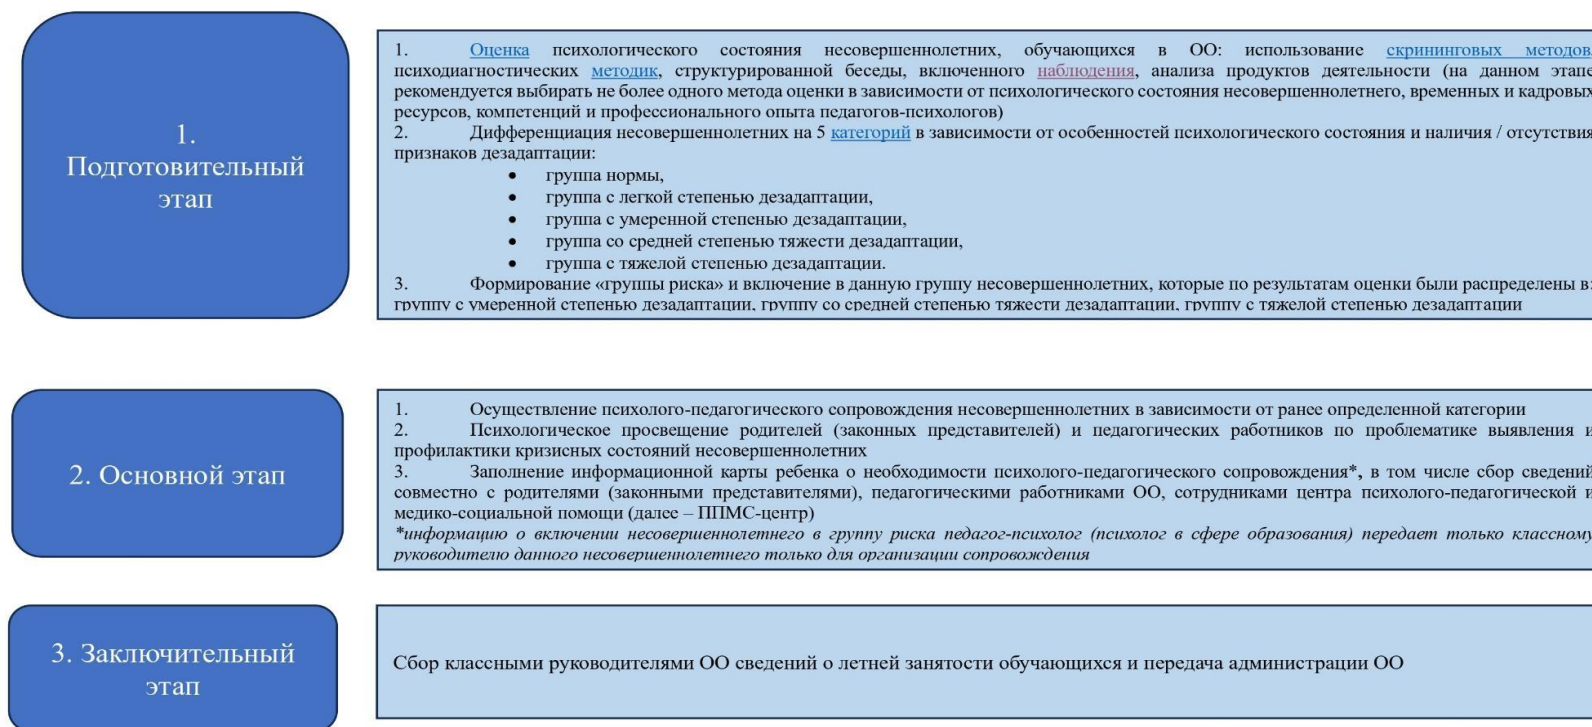 1.
Подготовительный
этап
1. Оценка психологического состояния несовершеннолетних, обучающихся в ОО: использование скрининговых методов,
психодиагностических методик, структурированной беседы, включенного наблюдения, анализа продуктов деятельности (на данном этапе
рекомендуется выбирать не более одного метода оценки в зависимости от психологического состояния несовершеннолетнего, временных и кадровых
ресурсов, компетенций и профессионального опыта педагогов-психологов)
2. Дифференциация несовершеннолетних на 5 категорий в зависимости от особенностей психологического состояния и наличия / отсутствия
признаков дезадаптации:
• группа нормы,
• группа с легкой степенью дезадаптации,
• группа с умеренной степенью дезадаптации,
• группа со средней степенью тяжести дезадаптации,
• группа с тяжелой степенью дезадаптации.
3. Формирование «группы риска» и включение в данную группу несовершеннолетних, которые по результатам оценки были распределены в:
группу с умеренной степенью дезадаптации, группу со средней степенью тяжести дезадаптации, группу с тяжелой степенью дезадаптации
2. Основной этап
1. Осуществление психолого-педагогического сопровождения несовершеннолетних в зависимости от ранее определенной категории
2. Психологическое просвещение родителей (законных представителей) и педагогических работников по проблематике выявления и
профилактики кризисных состояний несовершеннолетних
3. Заполнение информационной карты ребенка о необходимости психолого-педагогического сопровождения*, в том числе сбор сведений
совместно с родителями (законными представителями), педагогическими работниками ОО, сотрудниками центра психолого-педагогической и
медико-социальной помощи (далее – ППМС-центр)
*информацию о включении несовершеннолетнего в группу риска педагог-психолог (психолог в сфере образования) передает только классному
руководителю данного несовершеннолетнего только для организации сопровождения
3. Заключительный
этап
Сбор классными руководителями ОО сведений о летней занятости обучающихся и передача администрации ОО